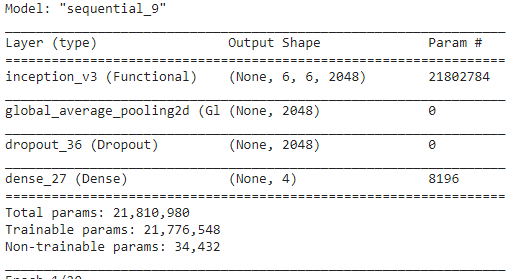 Model: "sequential_9"
Layer (type) Output Shape Param #
inception_v3 (Functional) (None, 6, 6, 2048) 21802784
global_average_pooling2d (Gl (None, 2048) 0
dropout_36 (Dropout) (None, 2048) 0
dense_27 (Dense) (None, 4) 8196
Total params: 21,810,980
Trainable params: 21,776,548
Non-trainable params: 34,432